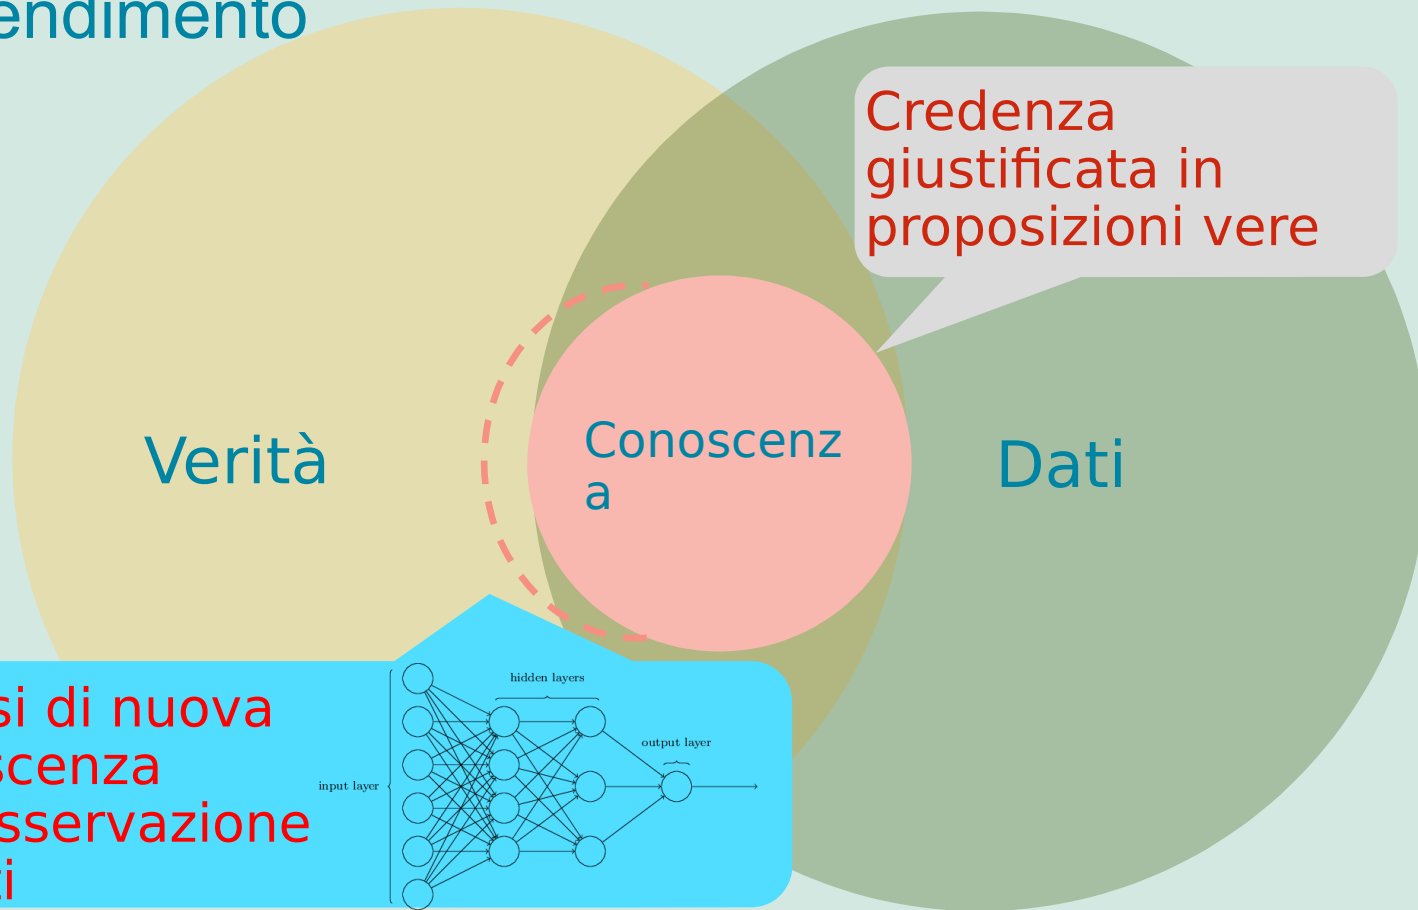 endimento
Credenza
giustificata in
proposizioni vere
Verità
Conoscenz
a
Dati
si di nuova
scenza
sservazione
ti
hidden layers
output layer
input layer